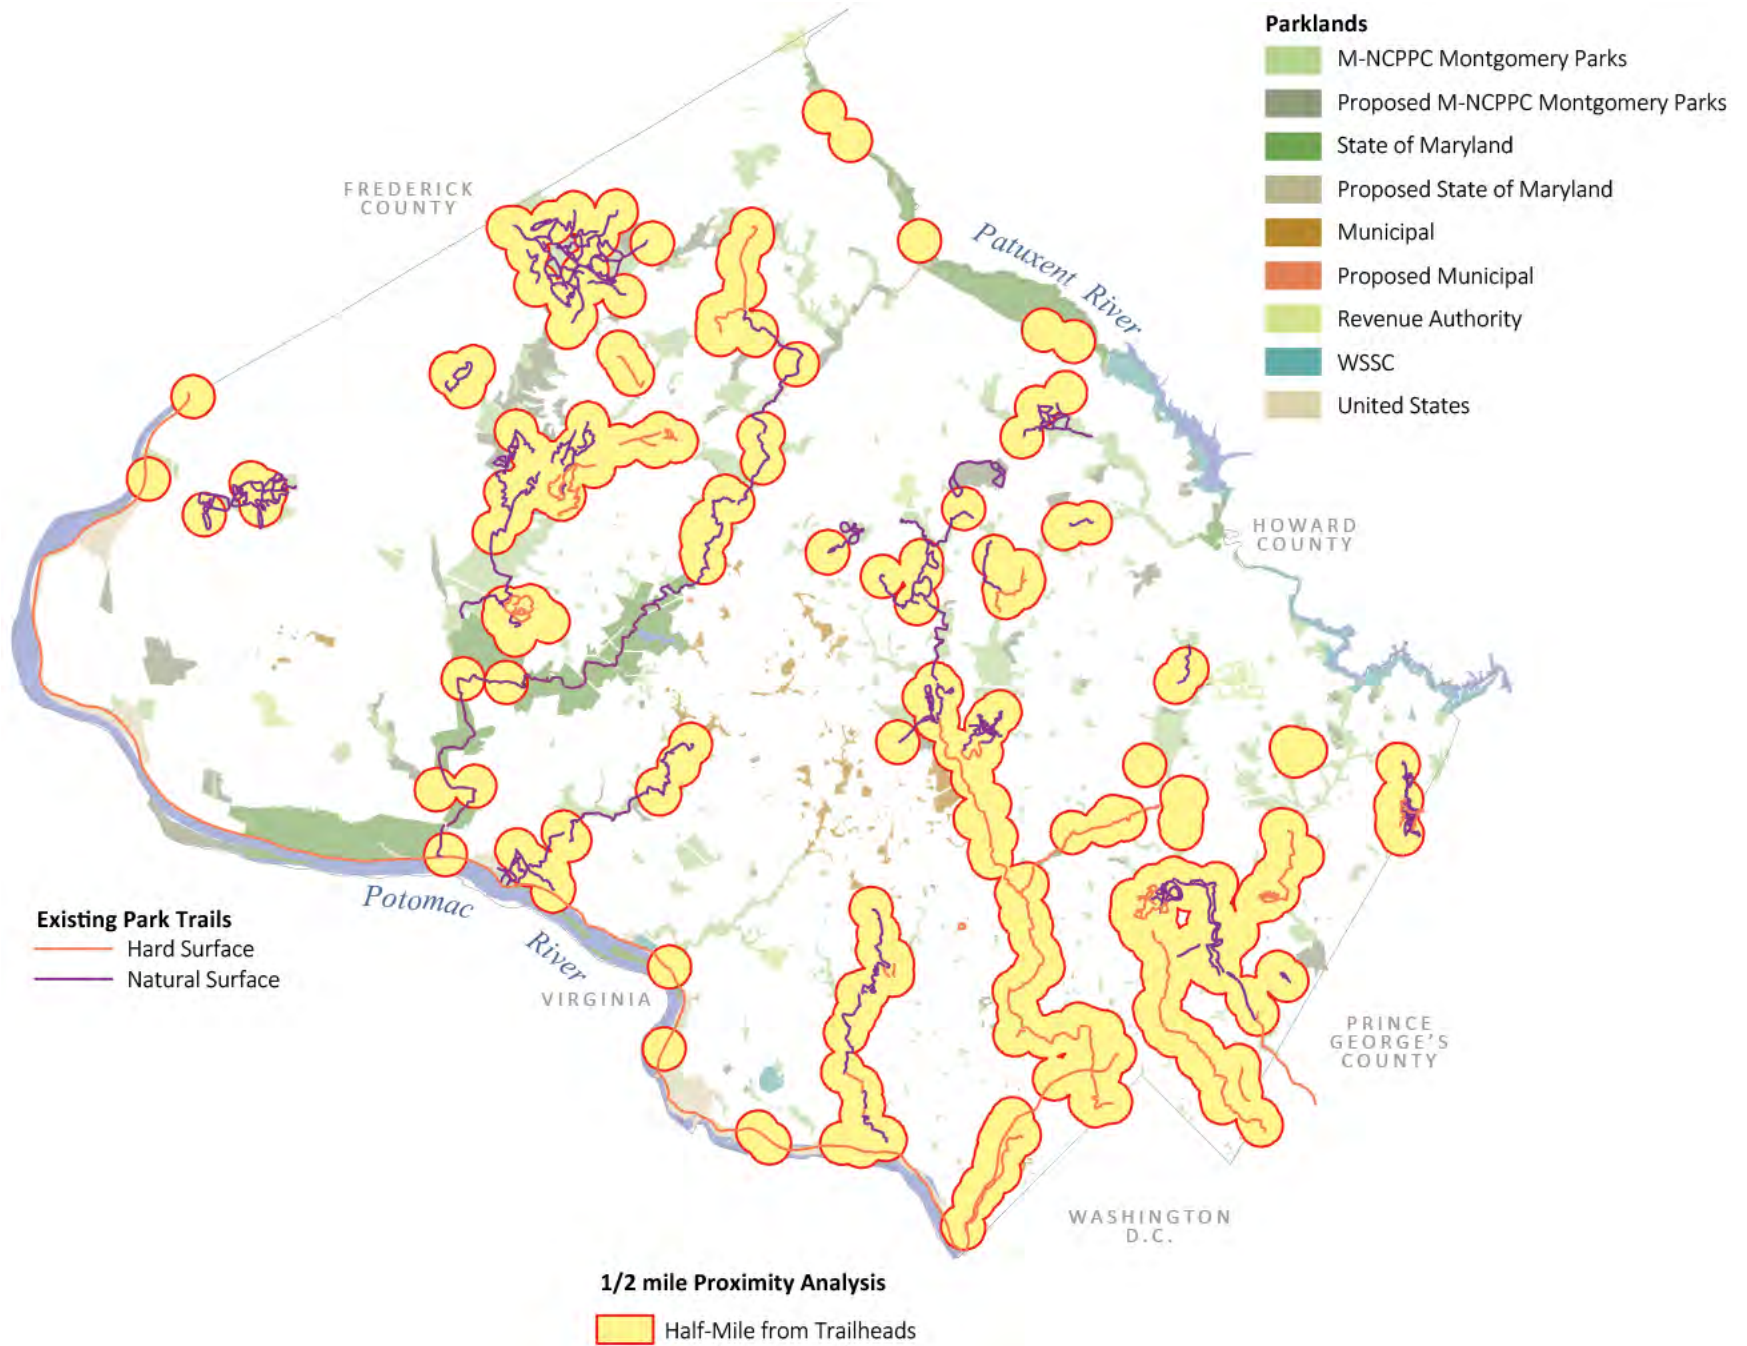 Parklands
M-NCPPC Montgomery Parks
Proposed M-NCPPC Montgomery Parks
State of Maryland
Proposed State of Maryland
Municipal
Proposed Municipal
Revenue Authority
WSSC
United States
FREDERICK
COUNTY
Patuxent River
HOWARD
COUNTY
Potomac
River
VIRGINIA
Existing Park Trails
Hard Surface
Natural Surface
PRINCE
GEORGE'S
COUNTY
WASHINGTON
D.C.
1/2 mile Proximity Analysis
Half-Mile from Trailheads